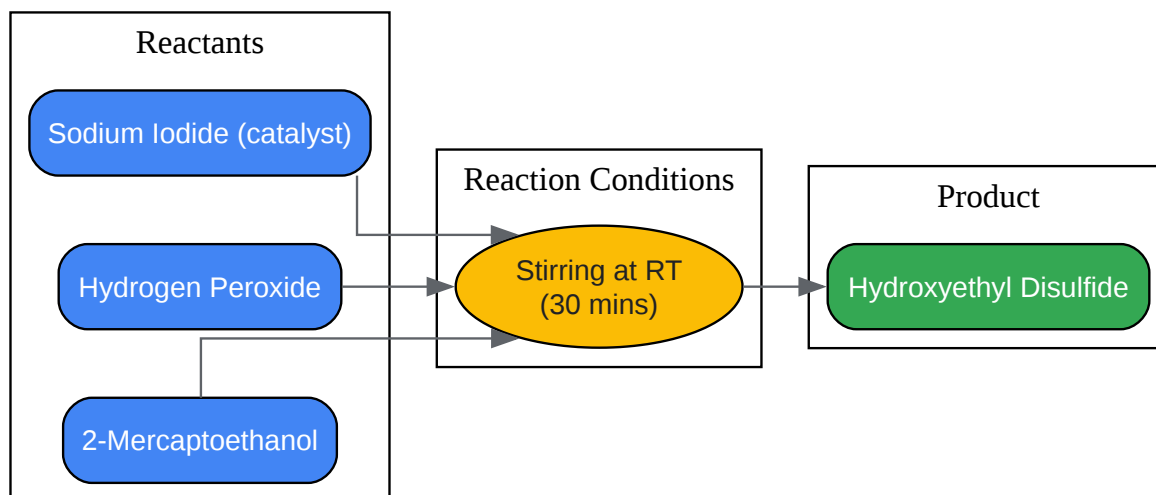 Reactants
Sodium Iodide (catalyst)
Hydrogen Peroxide
2-Mercaptoethanol
Reaction Conditions
Stirring at RT
(30 mins)
Product
Hydroxyethyl Disulfide